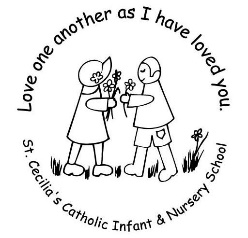 Love one another as I have loved you.
St. Cecilia's Catholic Infant & Nursery School